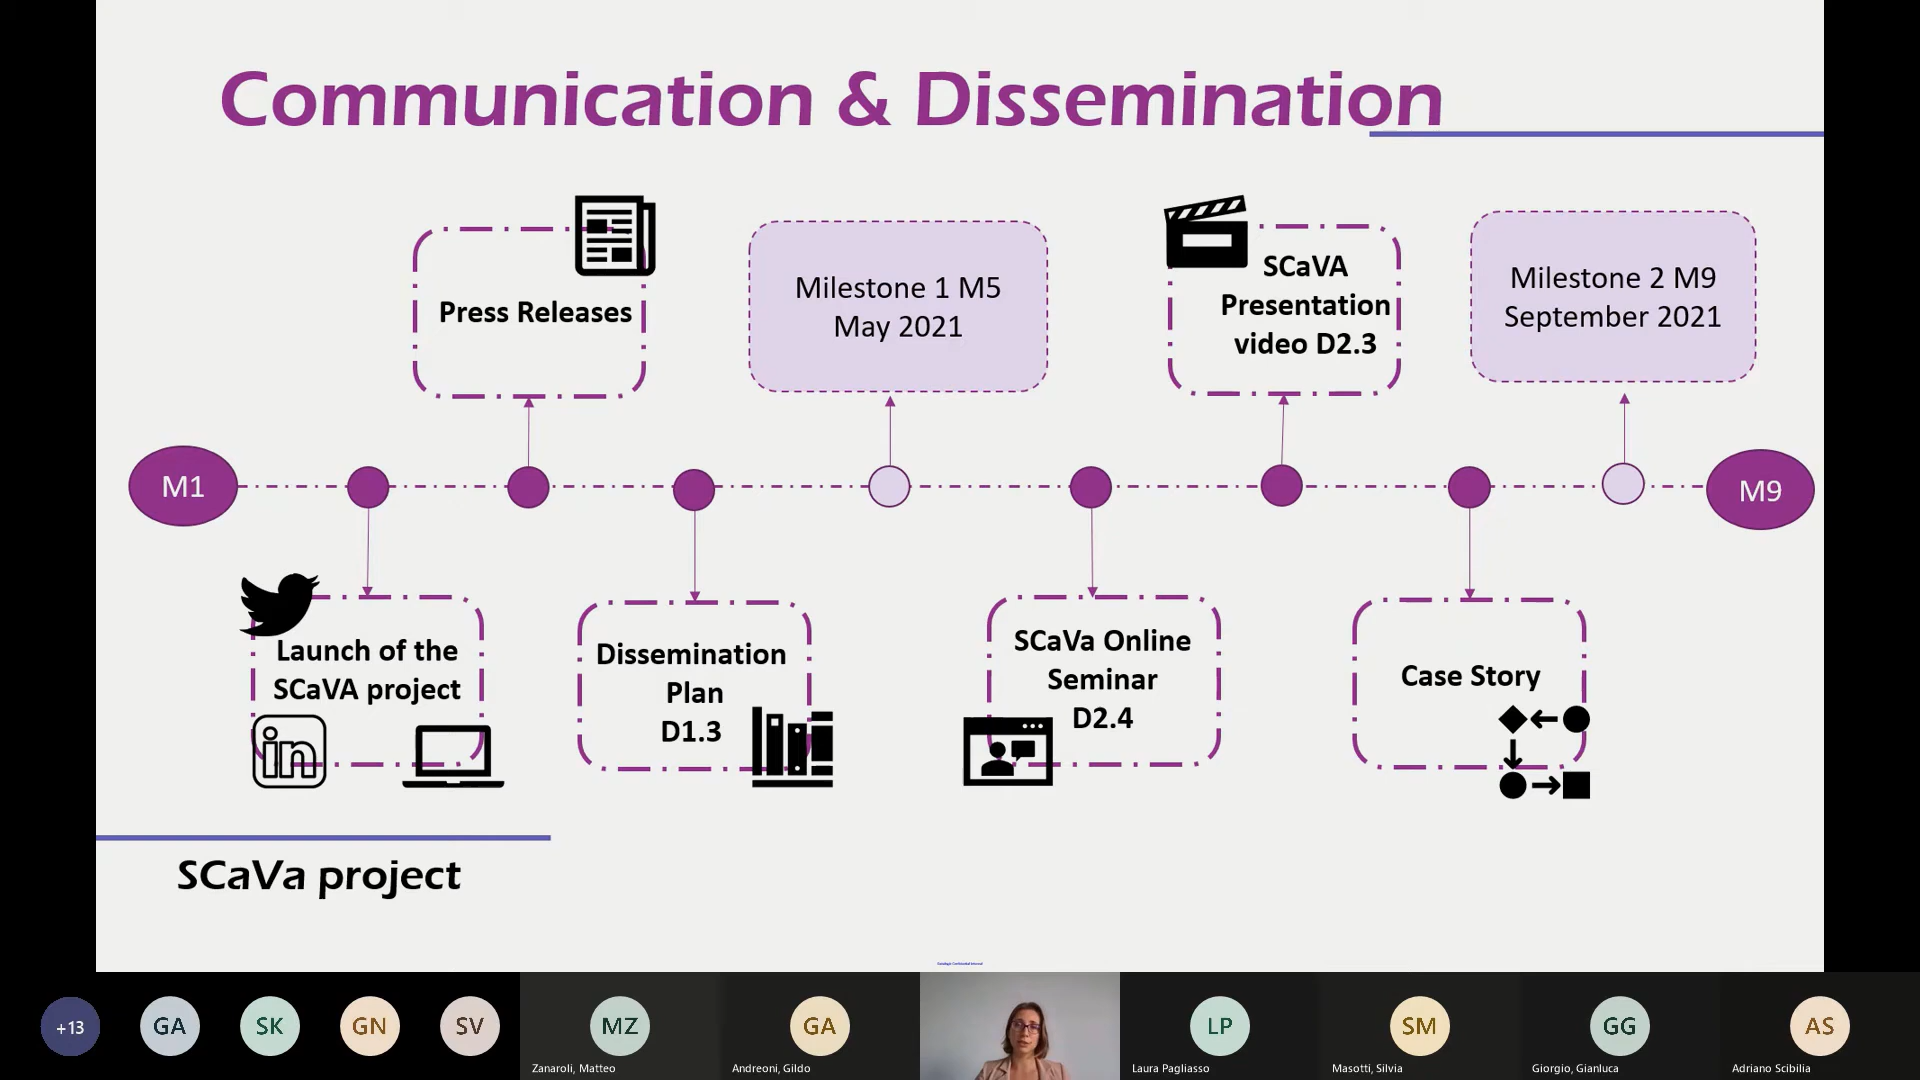 Communication & Dissemination
Press Releases
Milestone 1 M5
May 2021
SCaVA
Presentation
video D2.3
Milestone 2 M9
September 2021
M1
M9
Launch of the
SCaVA project
in
Dissemination
Plan
D1.3
SCaVa Online
Seminar
D2.4
Case Story
SCaVa project
+13
GA
SK
GN
SV
MZ
Zanaroli, Matteo
GA
Andreoni, Gildo
LP
Laura Pagliasso
SM
Masotti, Silvia
GG
Giorgio, Gianluca
AS
Adriano Scibilia